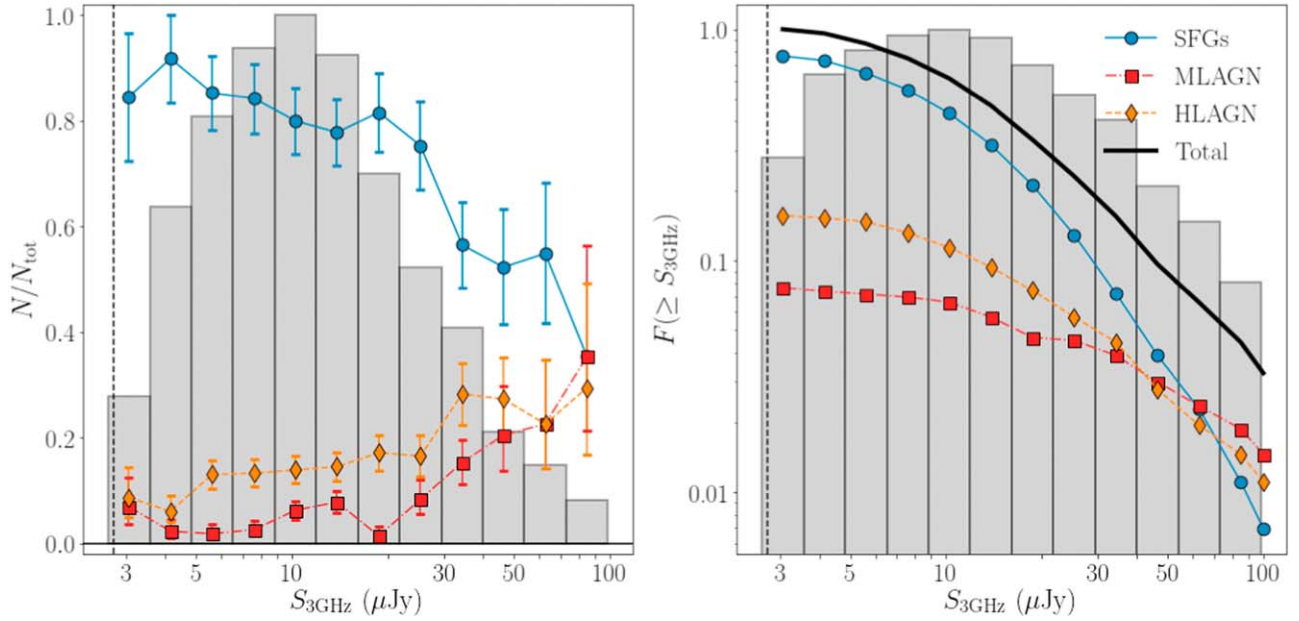 1.0
0.8
0.6
0.4
0.2
0.0
N/N_tot
3 5 10 30 50 100
S_3GHz (μJy)
1.0
0.1
0.01
F(≥ S_3GHz)
SFGs
MLAGN
HLAGN
Total
3 5 10 30 50 100
S_3GHz (μJy)